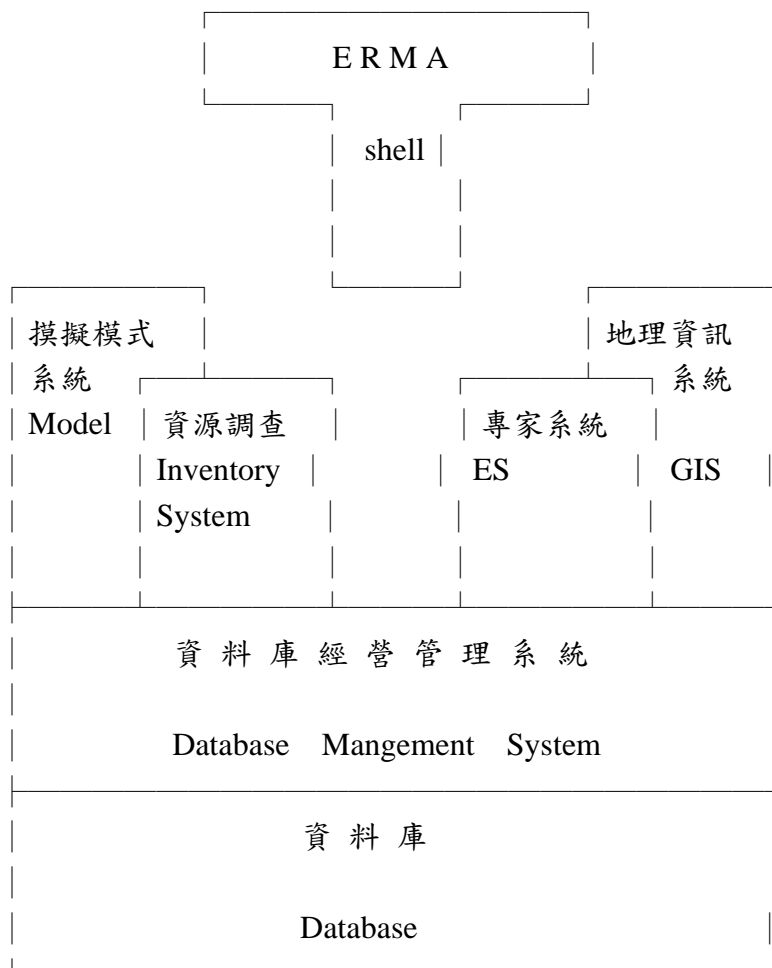 E R M A
shell
摸擬模式
系統
Model
資源調查
Inventory
System
專家系統
ES
地理資訊
系統
GIS
資 料 庫 經 營 管 理 系 統
Database Mangement System
資 料 庫
Database